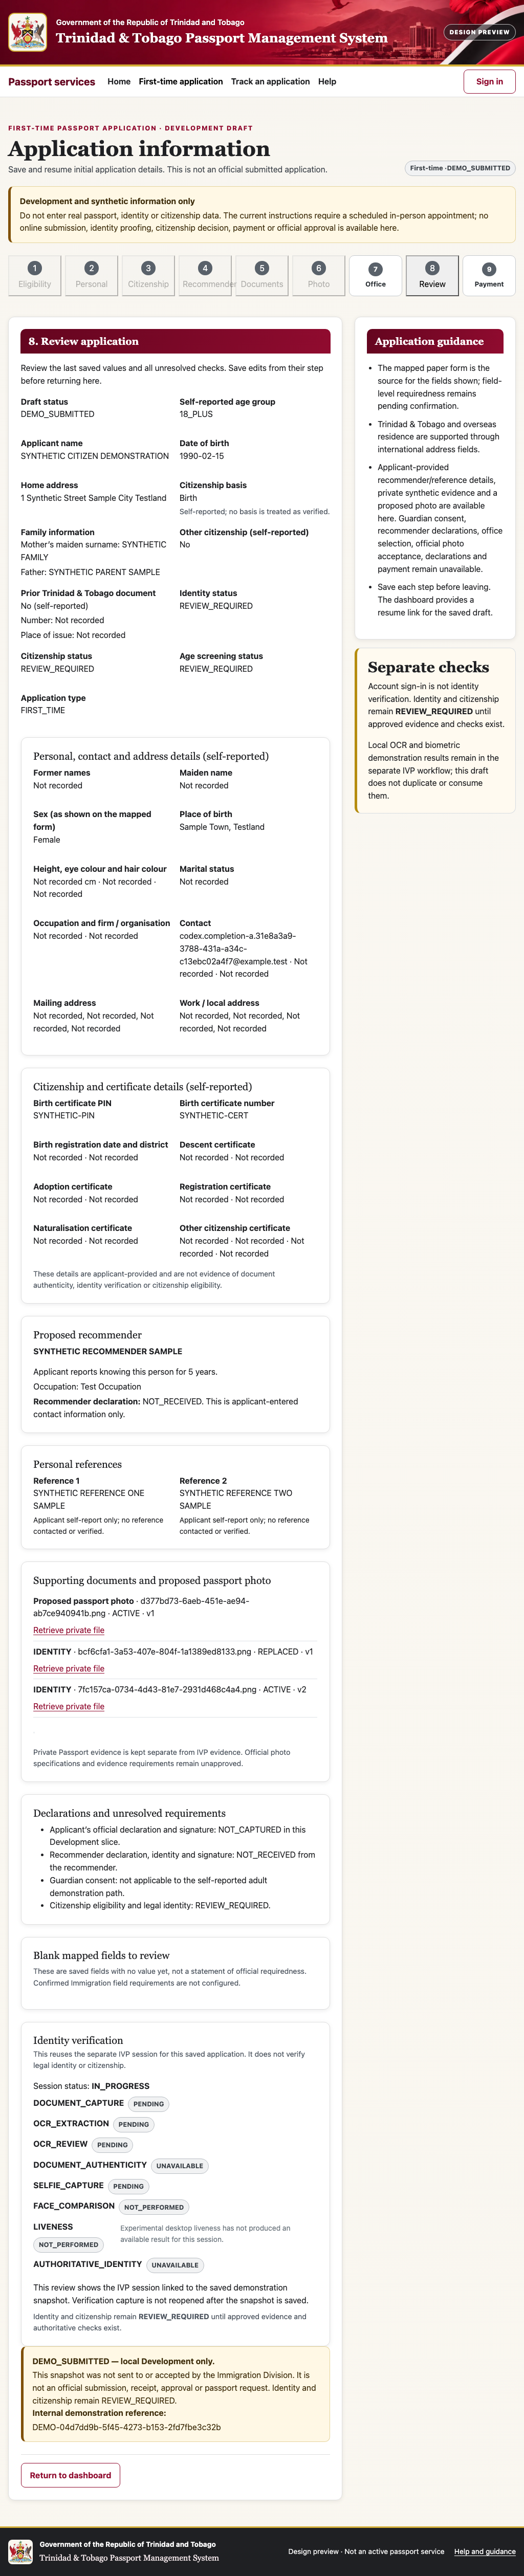 Government of the Republic of Trinidad and Tobago
Trinidad & Tobago Passport Management System
DESIGN PREVIEW
Passport services
Home
First-time application
Track an application
Help
Sign in
FIRST-TIME PASSPORT APPLICATION · DEVELOPMENT DRAFT
Application information
Save and resume initial application details. This is not an official submitted application.
First-time ·DEMO_SUBMITTED
Development and synthetic information only
Do not enter real passport, identity or citizenship data. The current instructions require a scheduled in-person appointment; no
online submission, identity proofing, citizenship decision, payment or official approval is available here.
1
Eligibility
2
Personal
3
Citizenship
4
Recommender
5
Documents
6
Photo
7
Office
8
Review
9
Payment
8. Review application
Review the last saved values and all unresolved checks. Save edits from their step
before returning here.
Draft status
DEMO_SUBMITTED
Self-reported age group
18_PLUS
Applicant name
SYNTHETIC CITIZEN DEMONSTRATION
Date of birth
1990-02-15
Home address
1 Synthetic Street Sample City Testland
Citizenship basis
Birth
Self-reported; no basis is treated as verified.
Family information
Mother's maiden surname: SYNTHETIC
FAMILY
Father: SYNTHETIC PARENT SAMPLE
Other citizenship (self-reported)
No
Prior Trinidad & Tobago document
No (self-reported)
Number: Not recorded
Place of issue: Not recorded
Identity status
REVIEW_REQUIRED
Citizenship status
REVIEW_REQUIRED
Age screening status
REVIEW_REQUIRED
Application type
FIRST_TIME
Personal, contact and address details (self-reported)
Former names
Not recorded
Maiden name
Not recorded
Sex (as shown on the mapped
form)
Female
Place of birth
Sample Town, Testland
Height, eye colour and hair colour
Not recorded cm · Not recorded ·
Not recorded
Marital status
Not recorded
Occupation and firm / organisation
Not recorded · Not recorded
Contact
codex.completion-a.31e8a3a9-
3788-431a-a34c-
c13ebc02a4f7@example.test · Not
recorded · Not recorded
Mailing address
Not recorded, Not recorded, Not
recorded, Not recorded
Work / local address
Not recorded, Not recorded, Not
recorded, Not recorded
Citizenship and certificate details (self-reported)
Birth certificate PIN
SYNTHETIC-PIN
Birth certificate number
SYNTHETIC-CERT
Birth registration date and district
Not recorded · Not recorded
Descent certificate
Not recorded · Not recorded
Adoption certificate
Not recorded · Not recorded
Registration certificate
Not recorded · Not recorded
Naturalisation certificate
Not recorded · Not recorded
Other citizenship certificate
Not recorded · Not recorded · Not
recorded · Not recorded
These details are applicant-provided and are not evidence of document
authenticity, identity verification or citizenship eligibility.
Proposed recommender
SYNTHETIC RECOMMENDER SAMPLE
Applicant reports knowing this person for 5 years.
Occupation: Test Occupation
Recommender declaration: NOT_RECEIVED. This is applicant-entered
contact information only.
Personal references
Reference 1
SYNTHETIC REFERENCE ONE
SAMPLE
Applicant self-report only; no reference
contacted or verified.
Reference 2
SYNTHETIC REFERENCE TWO
SAMPLE
Applicant self-report only; no reference
contacted or verified.
Supporting documents and proposed passport photo
Proposed passport photo · d377bd73-6aeb-451e-ae94-
ab7ce940941b.png · ACTIVE · v1
Retrieve private file
IDENTITY · bcf6cfa1-3a53-407e-804f-1a1389ed8133.png · REPLACED · v1
Retrieve private file
IDENTITY · 7fc157ca-0734-4d43-81e7-2931d468c4a4.png · ACTIVE · v2
Retrieve private file
Private Passport evidence is kept separate from IVP evidence. Official photo
specifications and evidence requirements remain unapproved.
Declarations and unresolved requirements
• Applicant's official declaration and signature: NOT_CAPTURED in this
Development slice.
• Recommender declaration, identity and signature: NOT_RECEIVED from
the recommender.
• Guardian consent: not applicable to the self-reported adult
demonstration path.
• Citizenship eligibility and legal identity: REVIEW_REQUIRED.
Blank mapped fields to review
These are saved fields with no value yet, not a statement of official requiredness.
Confirmed Immigration field requirements are not configured.
Identity verification
This reuses the separate IVP session for this saved application. It does not verify
legal identity or citizenship.
Session status: IN_PROGRESS
DOCUMENT_CAPTURE PENDING
OCR_EXTRACTION PENDING
OCR_REVIEW PENDING
DOCUMENT_AUTHENTICITY UNAVAILABLE
SELFIE_CAPTURE PENDING
FACE_COMPARISON NOT_PERFORMED
LIVENESS
NOT_PERFORMED
Experimental desktop liveness has not produced an
available result for this session.
AUTHORITATIVE_IDENTITY UNAVAILABLE
This review shows the IVP session linked to the saved demonstration
snapshot. Verification capture is not reopened after the snapshot is saved.
Identity and citizenship remain REVIEW_REQUIRED until approved evidence and
authoritative checks exist.
DEMO_SUBMITTED — local Development only.
This snapshot was not sent to or accepted by the Immigration Division. It is
not an official submission, receipt, approval or passport request. Identity and
citizenship remain REVIEW_REQUIRED.
Internal demonstration reference:
DEMO-04d7dd9b-5f45-4273-b153-2fd7fbe3c32b
Return to dashboard
Application guidance
• The mapped paper form is the
source for the fields shown; field-
level requiredness remains
pending confirmation.
• Trinidad & Tobago and overseas
residence are supported through
international address fields.
• Applicant-provided
recommender/reference details,
private synthetic evidence and a
proposed photo are available
here. Guardian consent,
recommender declarations, office
selection, official photo
acceptance, declarations and
payment remain unavailable.
• Save each step before leaving.
The dashboard provides a
resume link for the saved draft.
Separate checks
Account sign-in is not identity
verification. Identity and citizenship
remain REVIEW_REQUIRED until
approved evidence and checks exist.
Local OCR and biometric
demonstration results remain in the
separate IVP workflow; this draft
does not duplicate or consume
them.
Government of the Republic of Trinidad and Tobago
Trinidad & Tobago Passport Management System
Design preview · Not an active passport service
Help and guidance